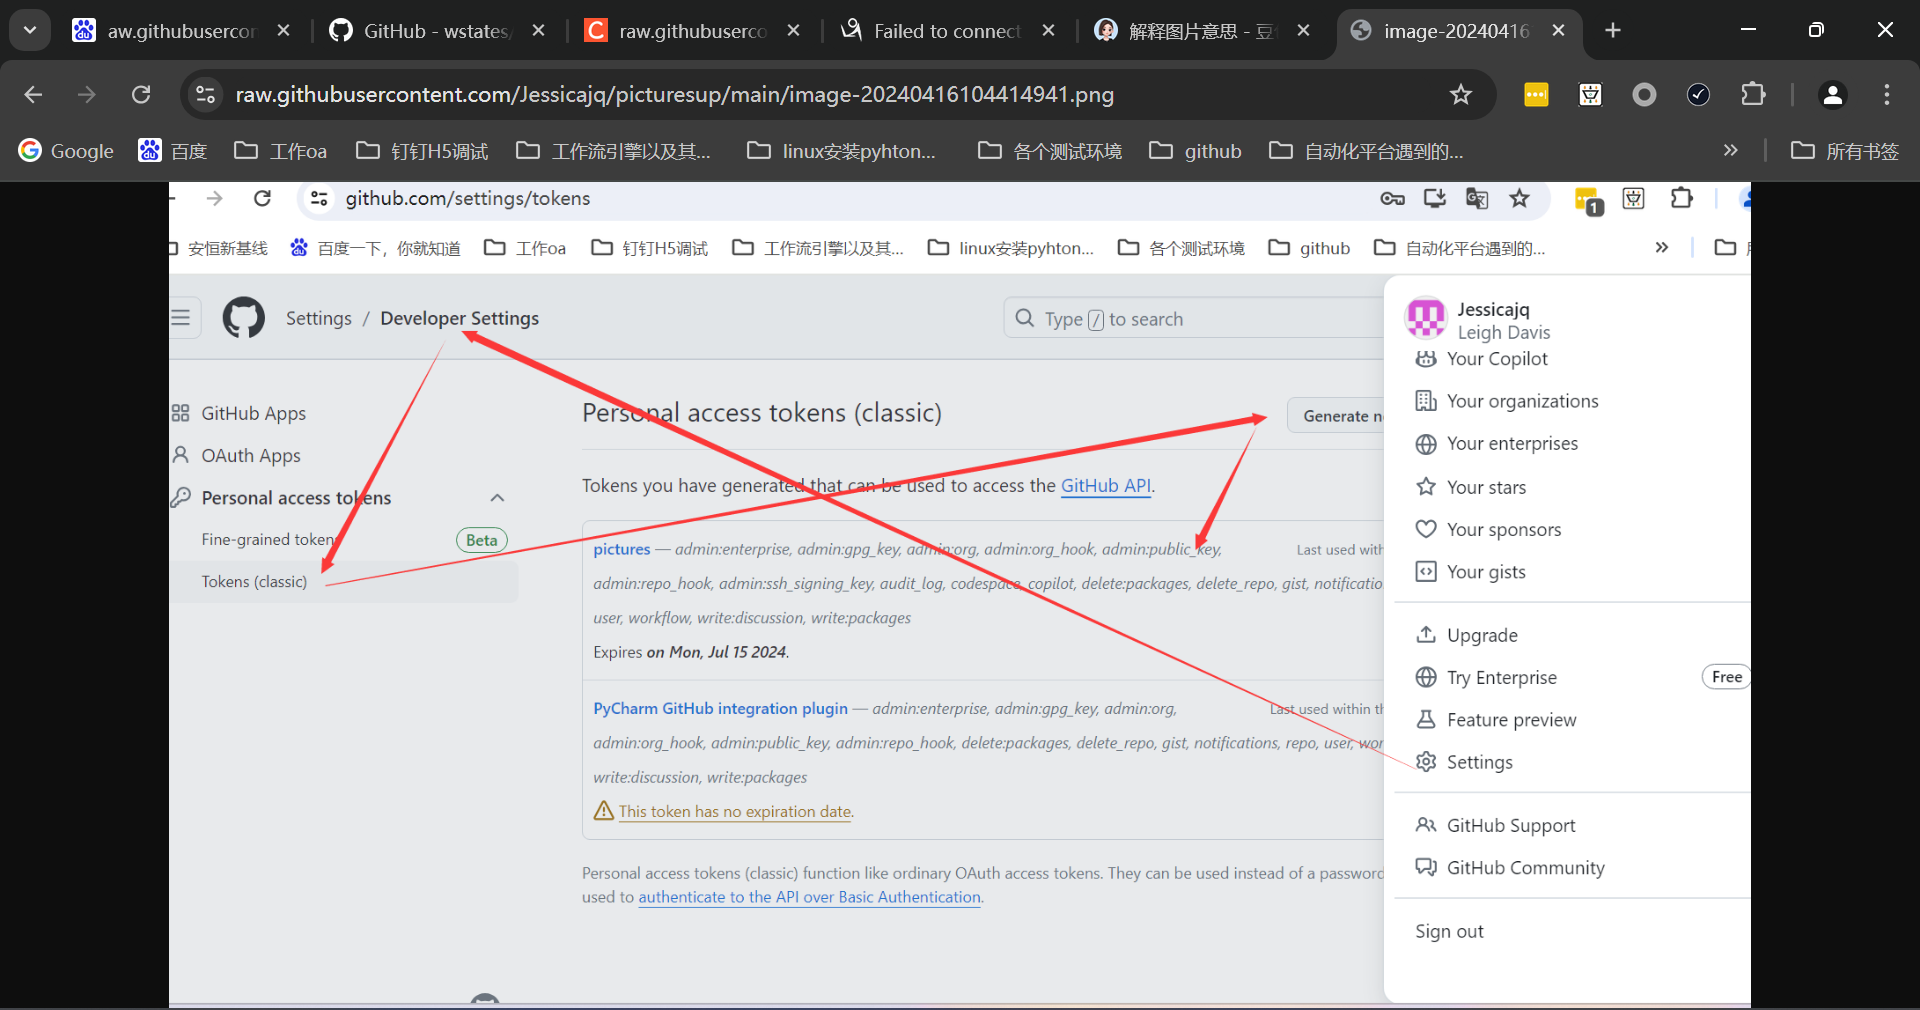 aw.githubusercon
GitHub - wstates/
raw.githubuserco
Failed to connect
解释图片意思 - 豆
image-20240416
raw.githubusercontent.com/Jessicajq/picturesup/main/image-20240416104414941.png
Google
百度
工作oa
钉钉H5调试
工作流引擎以及其...
linux安装pyhton...
各个测试环境
github
自动化平台遇到的...
所有书签
github.com/settings/tokens
1
安恒新基线
百度一下，你就知道
工作oa
钉钉H5调试
工作流引擎以及其...
linux安装pyhton...
各个测试环境
github
自动化平台遇到的...
Settings / Developer Settings
Type / to search
GitHub Apps
OAuth Apps
Personal access tokens
Fine-grained tokens
Beta
Tokens (classic)
Personal access tokens (classic)
Generate n
Tokens you have generated that can be used to access the GitHub API.
pictures — admin:enterprise, admin:gpg_key, admin:org, admin:org_hook, admin:public_key,
Last used with
admin:repo_hook, admin:ssh_signing_key, audit_log, codespace, copilot, delete:packages, delete_repo, gist, notificatio
user, workflow, write:discussion, write:packages
Expires on Mon, Jul 15 2024.
PyCharm GitHub integration plugin — admin:enterprise, admin:gpg_key, admin:org,
Last used within th
admin:org_hook, admin:public_key, admin:repo_hook, delete:packages, delete_repo, gist, notifications, repo, user, wor
write:discussion, write:packages
This token has no expiration date.
Personal access tokens (classic) function like ordinary OAuth access tokens. They can be used instead of a password
used to authenticate to the API over Basic Authentication.
Jessicajq
Leigh Davis
Your Copilot
Your organizations
Your enterprises
Your stars
Your sponsors
Your gists
Upgrade
Try Enterprise
Free
Feature preview
Settings
GitHub Support
GitHub Community
Sign out